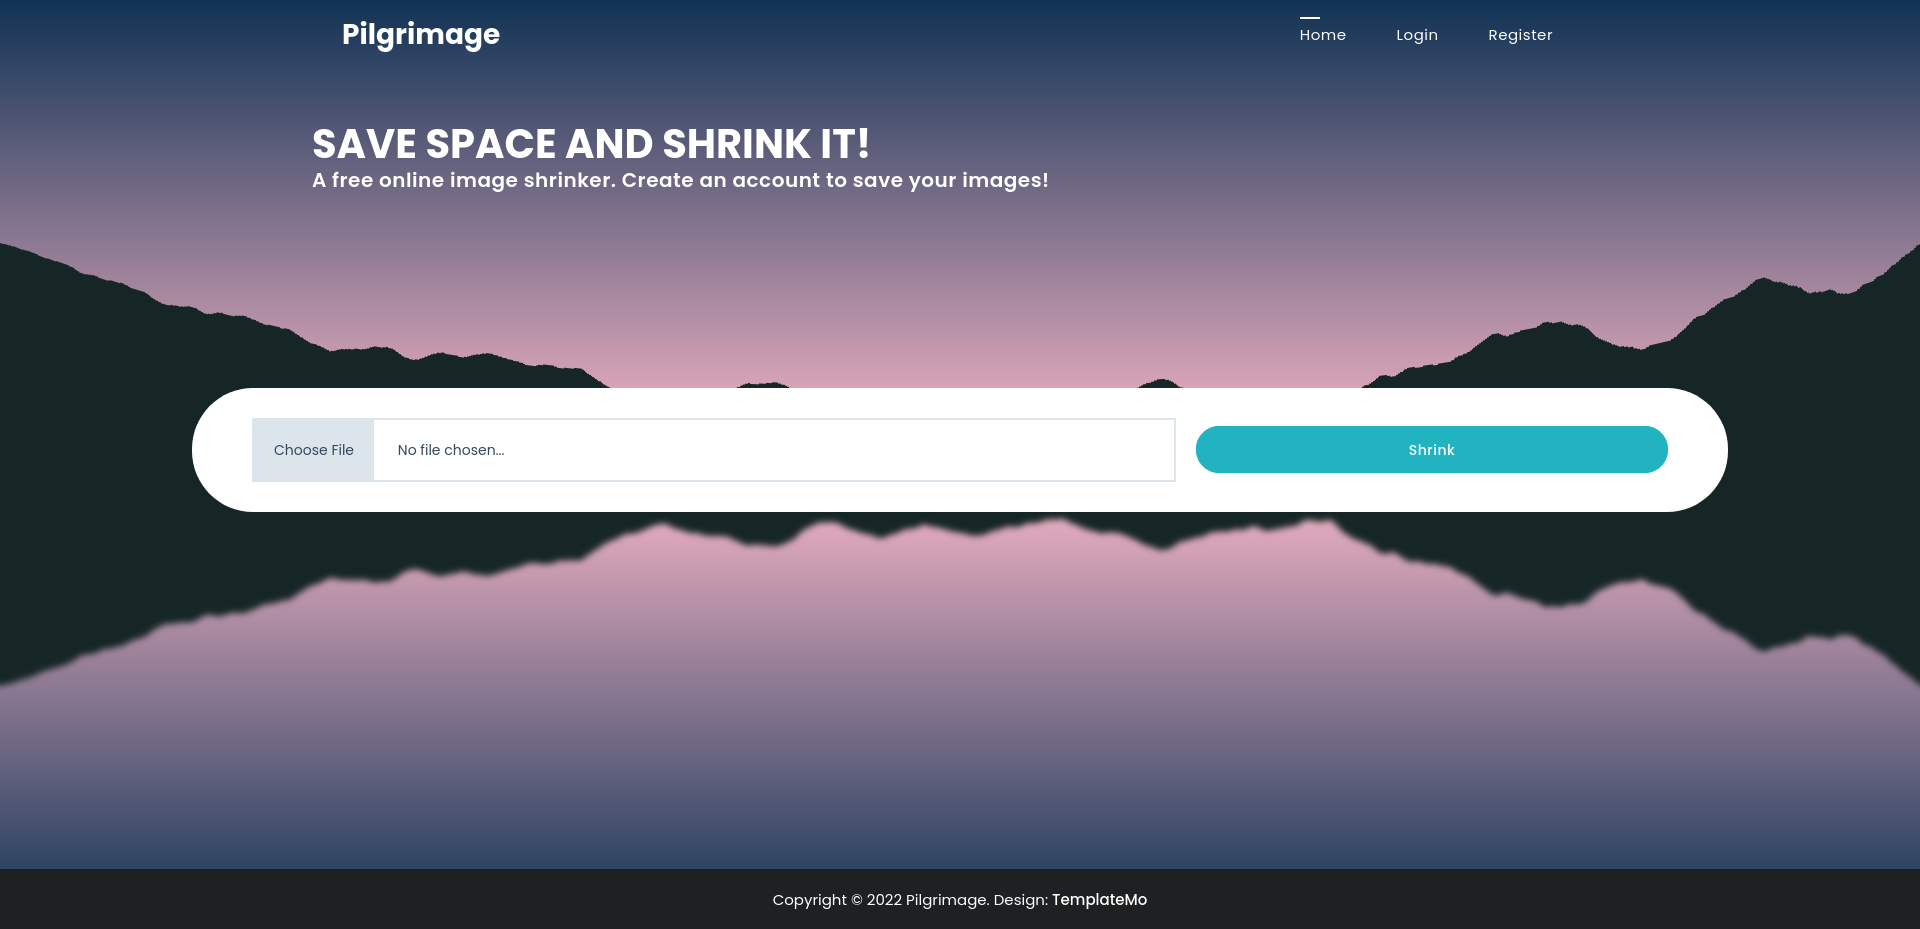 Pilgrimage
Home Login Register
SAVE SPACE AND SHRINK IT!
A free online image shrinker. Create an account to save your images!
Choose File No file chosen... Shrink
Copyright © 2022 Pilgrimage. Design: TemplateMo